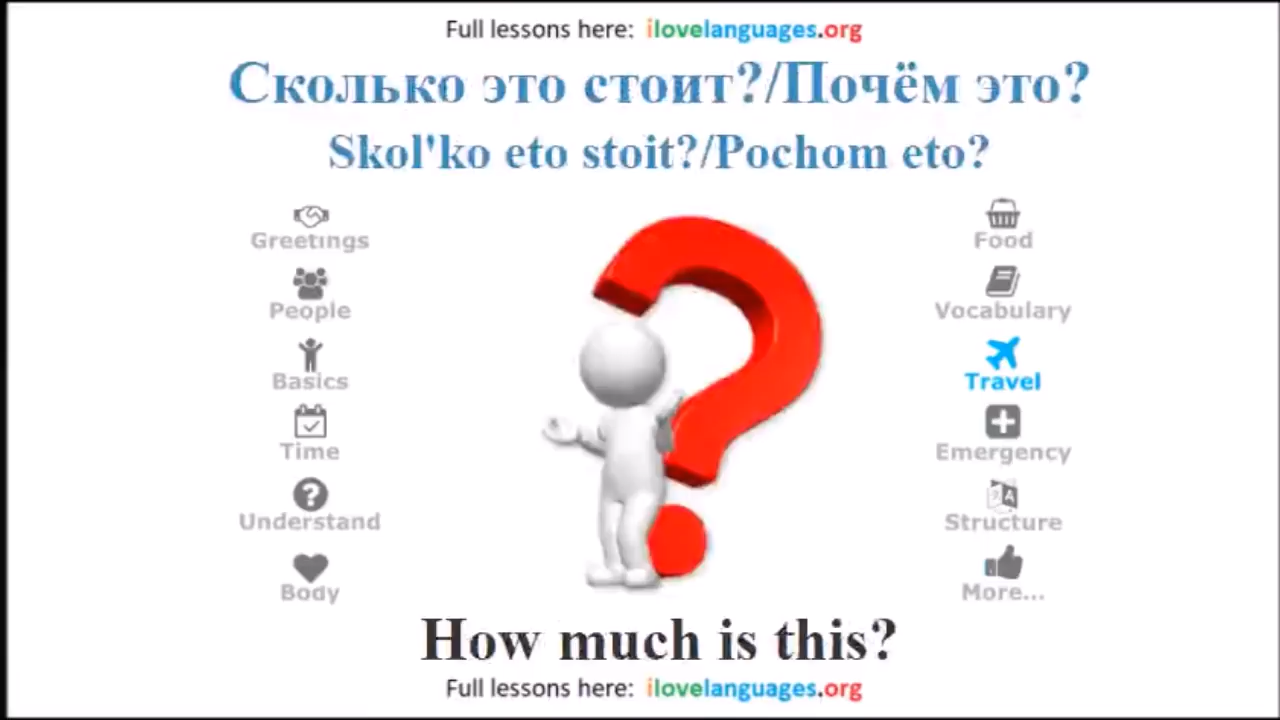 Full lessons here: ilovelanguages.org
Сколько это стоит?/Почём это?
Skol'ko eto stoit?/Pochom eto?
Greetings
People
Basics
Time
Understand
Body
Food
Vocabulary
Travel
Emergency
Structure
More...
How much is this?
Full lessons here: ilovelanguages.org